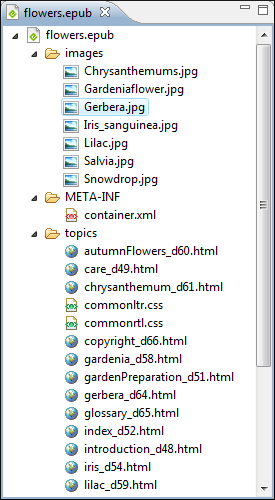 flowers.epub
flowers.epub
images
Chrysanthemums.jpg
Gardeniaflower.jpg
Gerbera.jpg
Iris_sanguinea.jpg
Lilac.jpg
Salvia.jpg
Snowdrop.jpg
META-INF
container.xml
topics
autumnFlowers_d60.html
care_d49.html
chrysanthemum_d61.html
commonltr.css
commonrtl.css
copyright_d66.html
gardenia_d58.html
gardenPreparation_d51.html
gerbera_d64.html
glossary_d65.html
index_d52.html
introduction_d48.html
iris_d54.html
lilac_d59.html